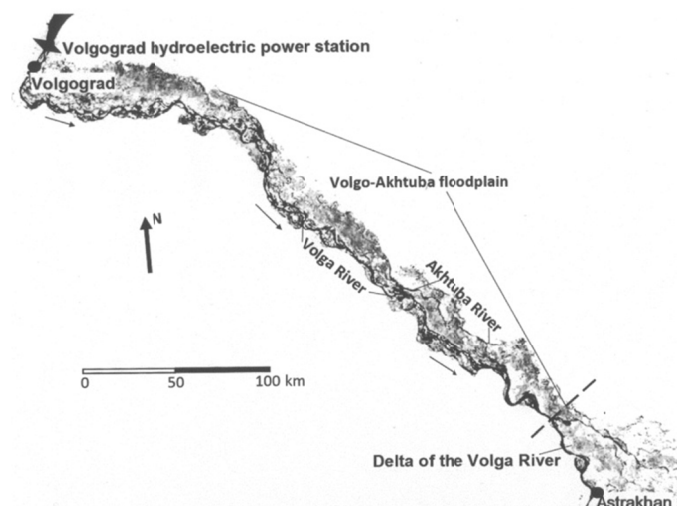 Volgograd hydroelectric power station
Volgograd
Volgo-Akhtuba floodplain
N
Volga River
Akhtuba River
0 50 100 km
Delta of the Volga River
Astrakhan